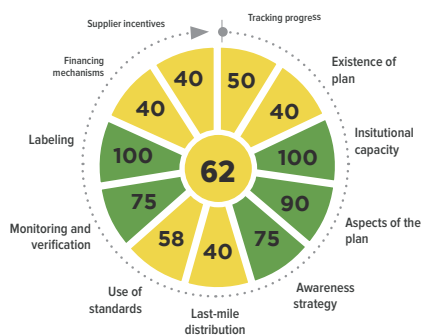 Supplier incentives
Tracking progress
Financing
mechanisms
Existence of
plan
Labeling
Insitutional
capacity
Monitoring and
verification
Aspects of the
plan
Use of
standards
Awareness
strategy
Last-mile
distribution
40
50
40
40
100
100
75
90
58
75
40
62